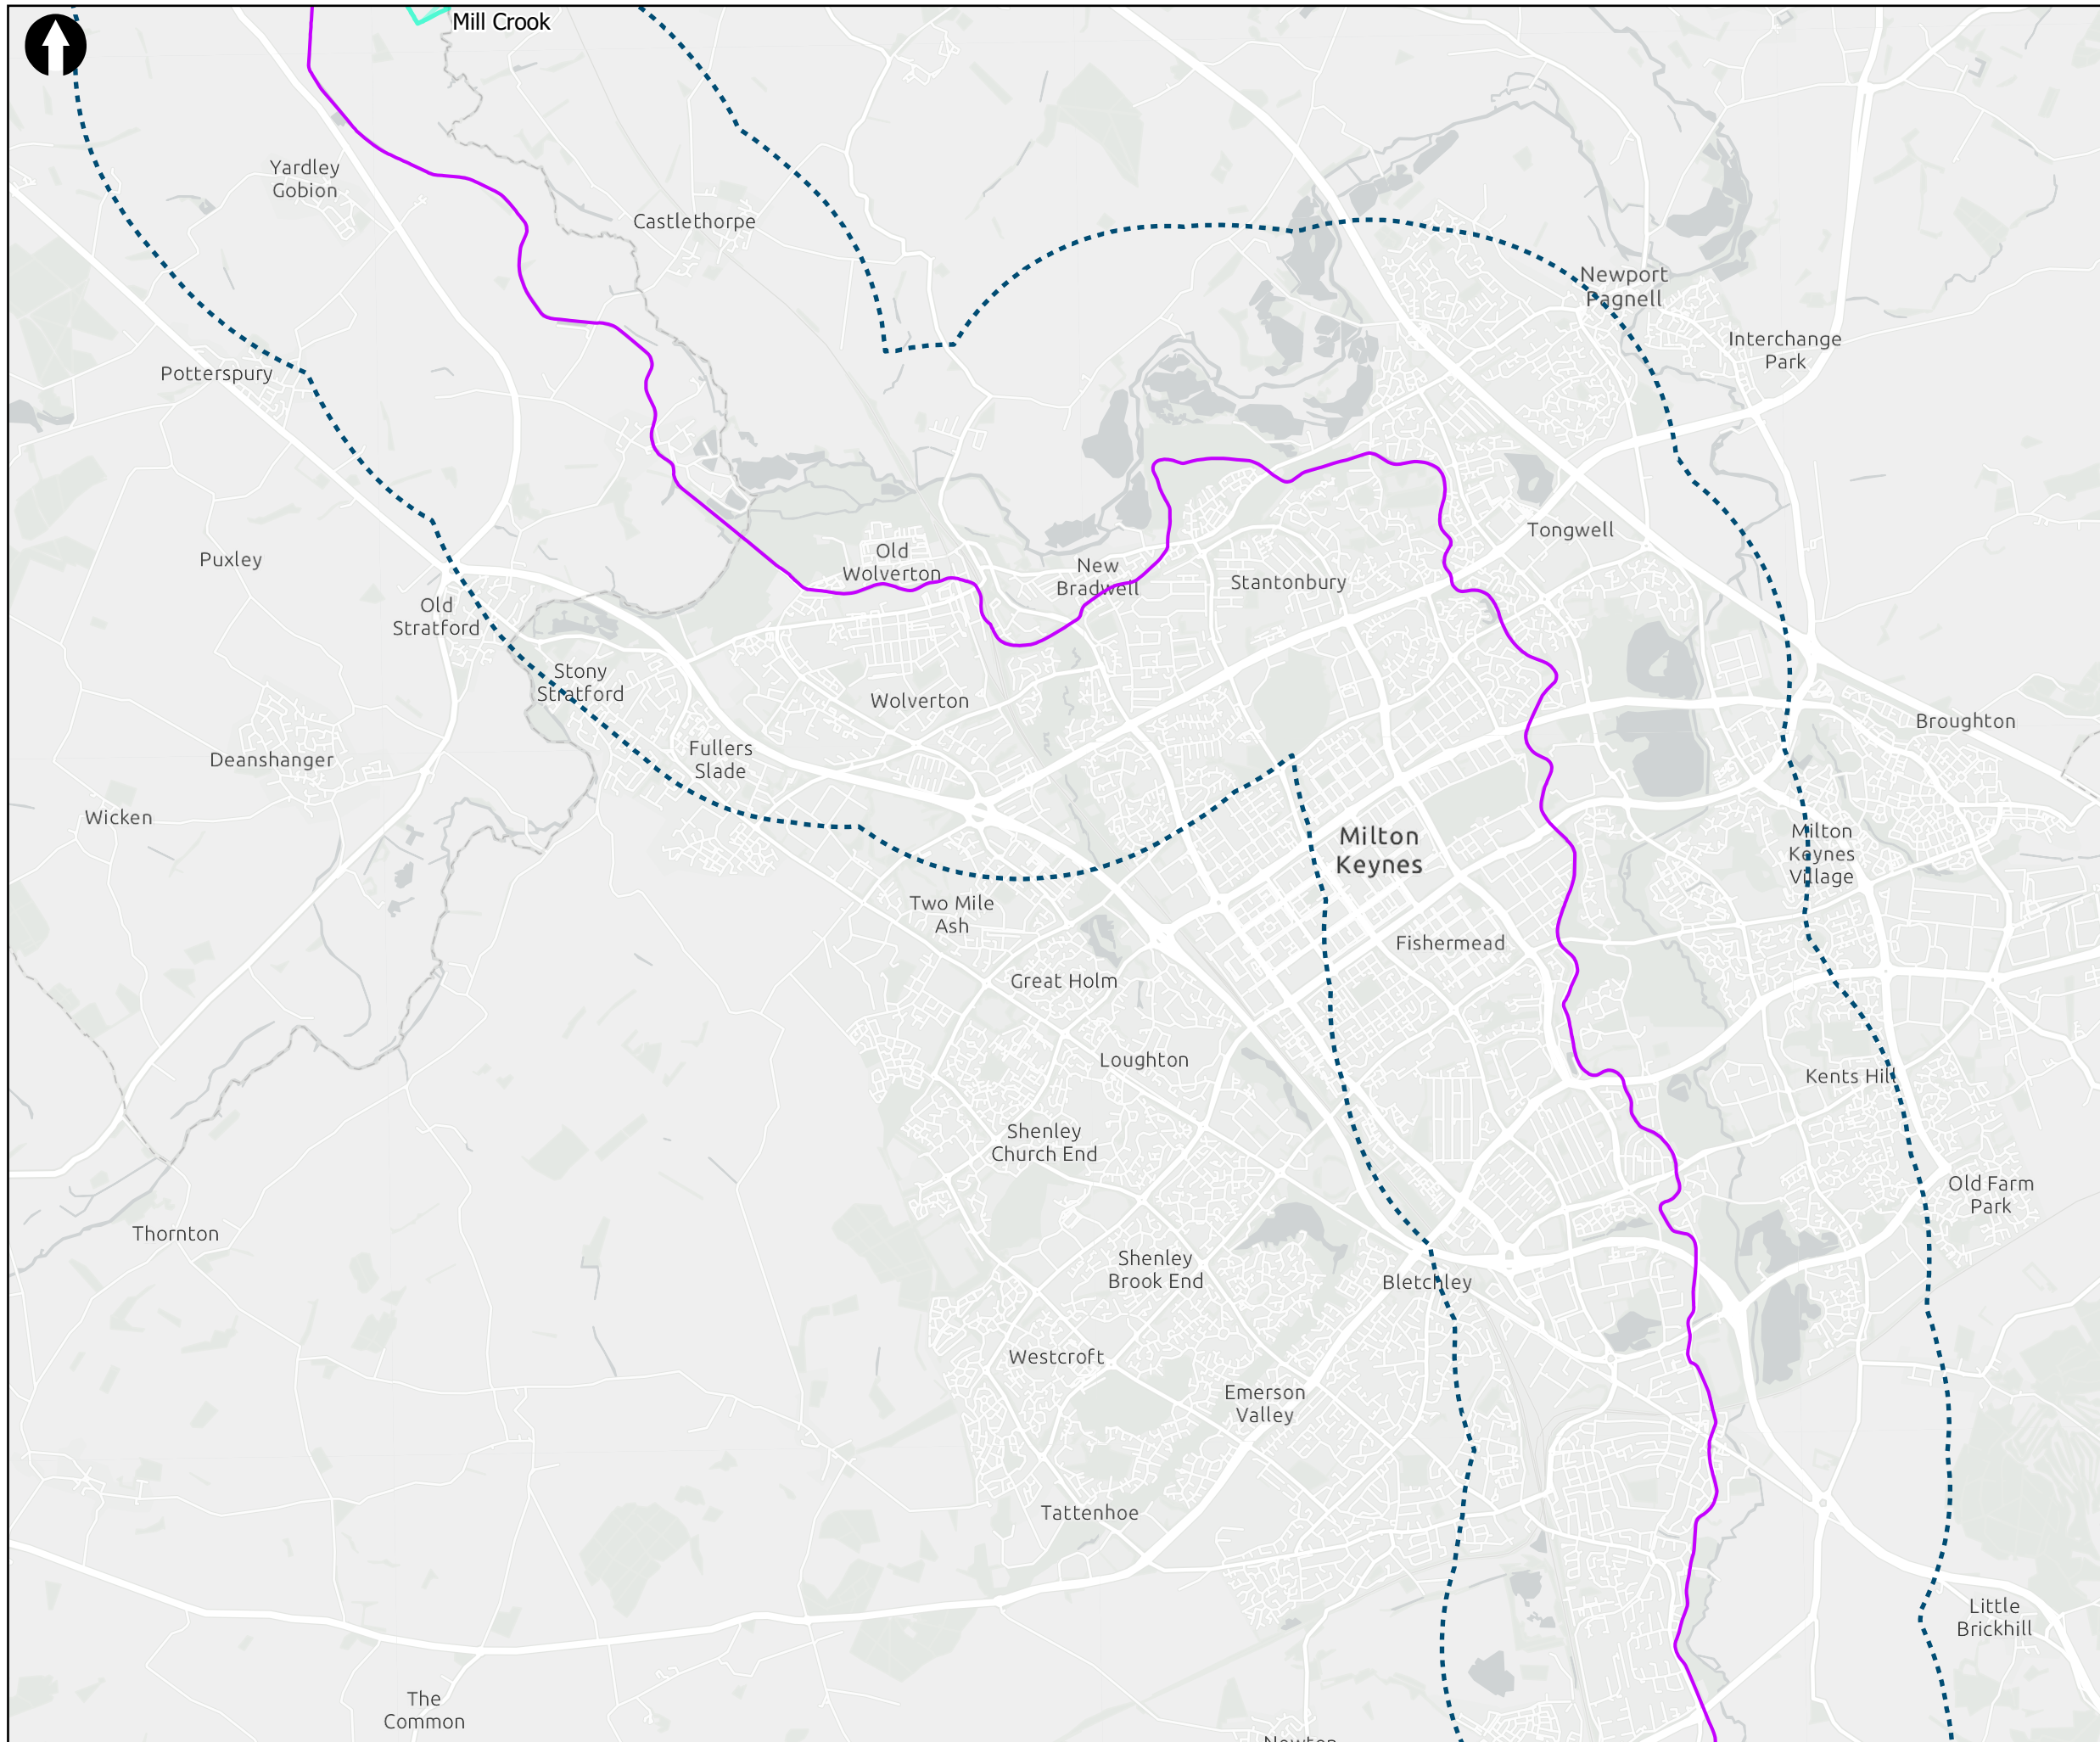 Mill Crook
Yardley
Gobion
Castlethorpe
Newport
Pagnell
Interchange
Park
Potterspury
Puxley
Old
Wolverton
New
Bradwell
Stantonbury
Tongwell
Old
Stratford
Stony
Stratford
Wolverton
Broughton
Deanshanger
Fullers
Slade
Wicken
Milton
Keynes
Milton
Keynes
Village
Two Mile
Ash
Fishermead
Great Holm
Loughton
Kents Hill
Shenley
Church End
Old Farm
Park
Thornton
Shenley
Brook End
Bletchley
Westcroft
Emerson
Valley
Tattenhoe
Little
Brickhill
The
Common
Newton